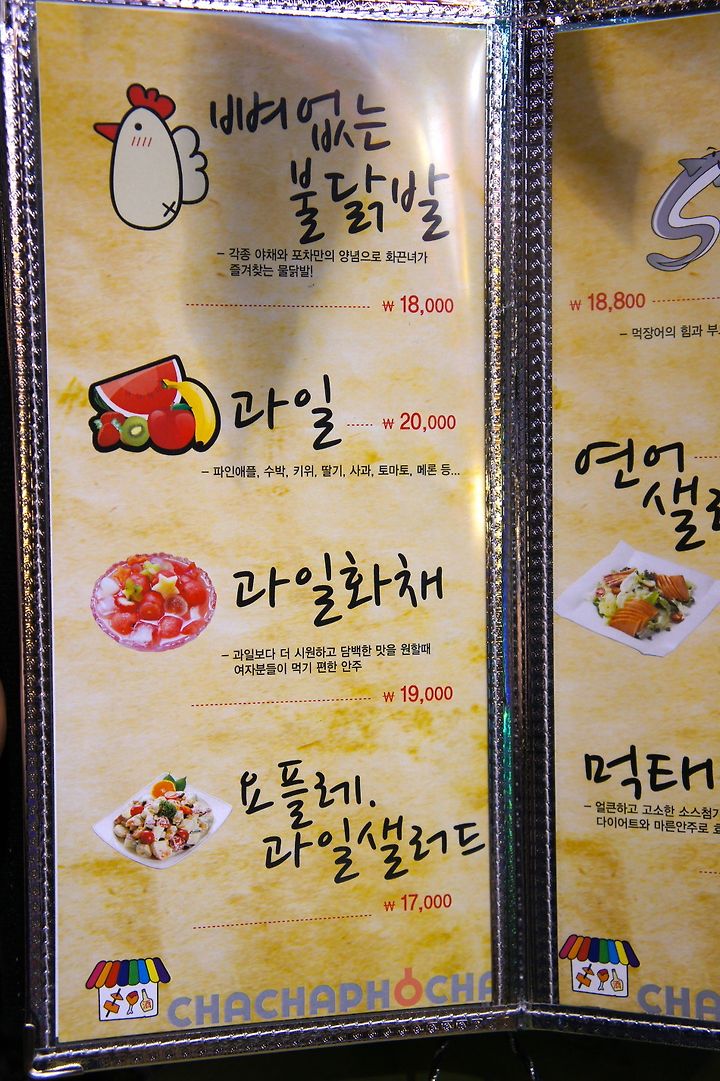 뼈없는
불닭발
- 각종 야채와 포차만의 양념으로 화끈녀가
즐겨찾는 물닭발!
₩ 18,000
과일
₩ 20,000
- 파인애플, 수박, 키위, 딸기, 사과, 토마토, 메론 등...
과일화채
- 과일보다 더 시원하고 담백한 맛을 원할때
여자분들이 먹기 편한 안주
₩ 19,000
요플레.
과일샐러드
₩ 17,000
CHACHAPHOCHA
₩ 18,800
- 먹장어의 힘과
연어
먹태
- 얼큰하고 고소한 소스첨가
다이어트와 마른안주로